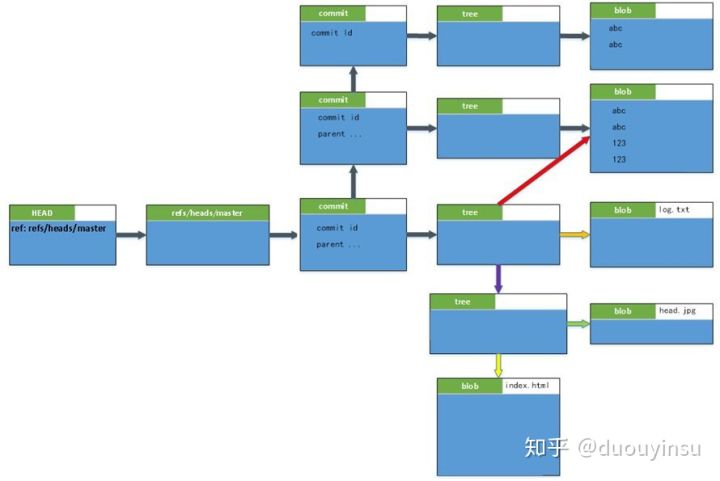 commit
commit id
tree
blob
abc
abc
commit
commit id
parent ...
tree
blob
abc
abc
123
123
HEAD
ref: refs/heads/master
refs/heads/master
commit
commit id
parent ...
tree
blob
log.txt
tree
blob
head.jpg
blob
index.html
知乎 @duouyinsu